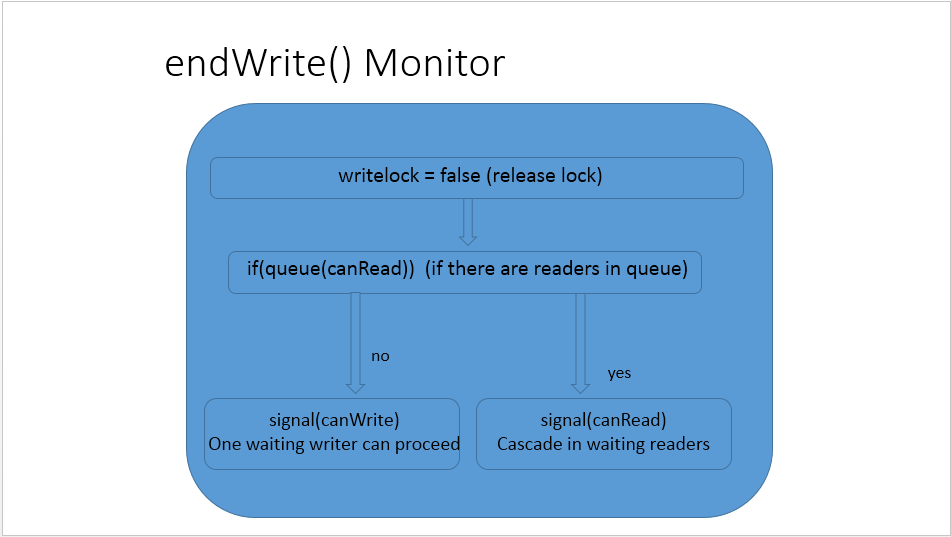 endWrite() Monitor
writelock = false (release lock)
if(queue(canRead))  (if there are readers in queue)
no
yes
signal(canWrite)
One waiting writer can proceed
signal(canRead)
Cascade in waiting readers